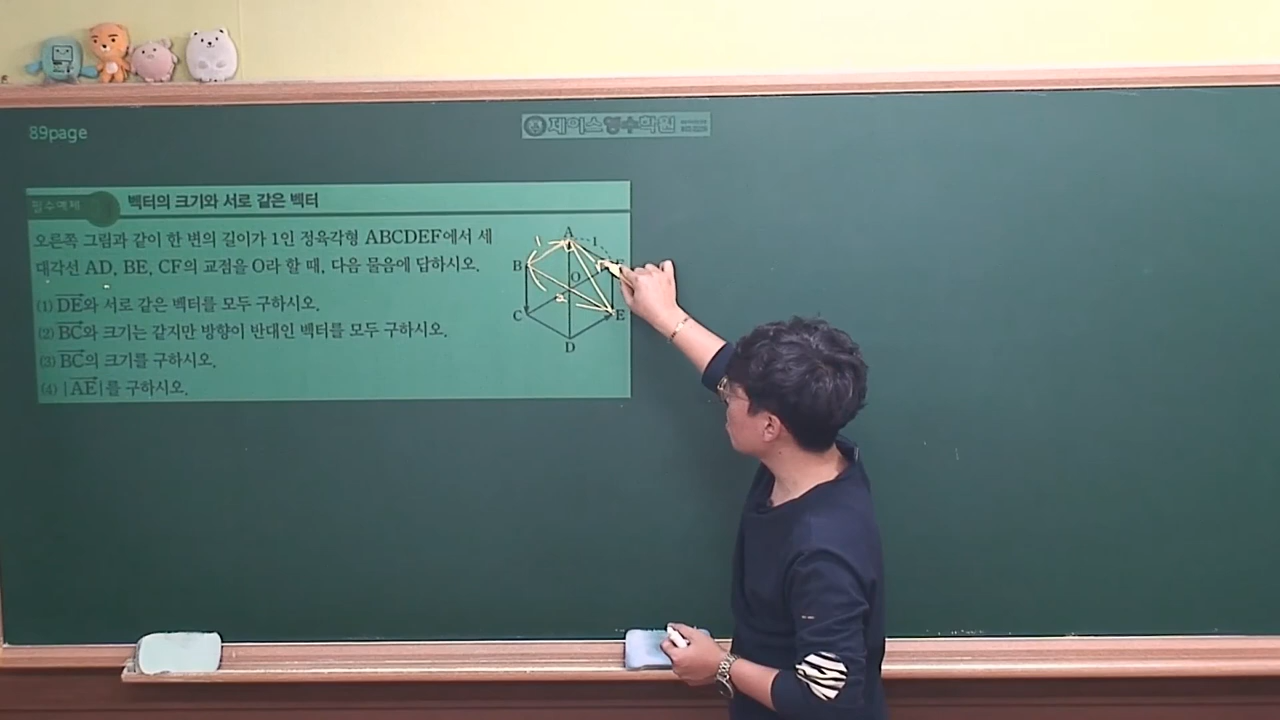 89page
제이스영수학원
필수예제
벡터의 크기와 서로 같은 벡터
오른쪽 그림과 같이 한 변의 길이가 1인 정육각형 ABCDEF에서 세
대각선 AD, BE, CF의 교점을 O라 할 때, 다음 물음에 답하시오.
(1) DE와 서로 같은 벡터를 모두 구하시오.
(2) BC와 크기는 같지만 방향이 반대인 벡터를 모두 구하시오.
(3) BC의 크기를 구하시오.
(4) |AE|를 구하시오.
A
1
B
F
O
2
C
E
D